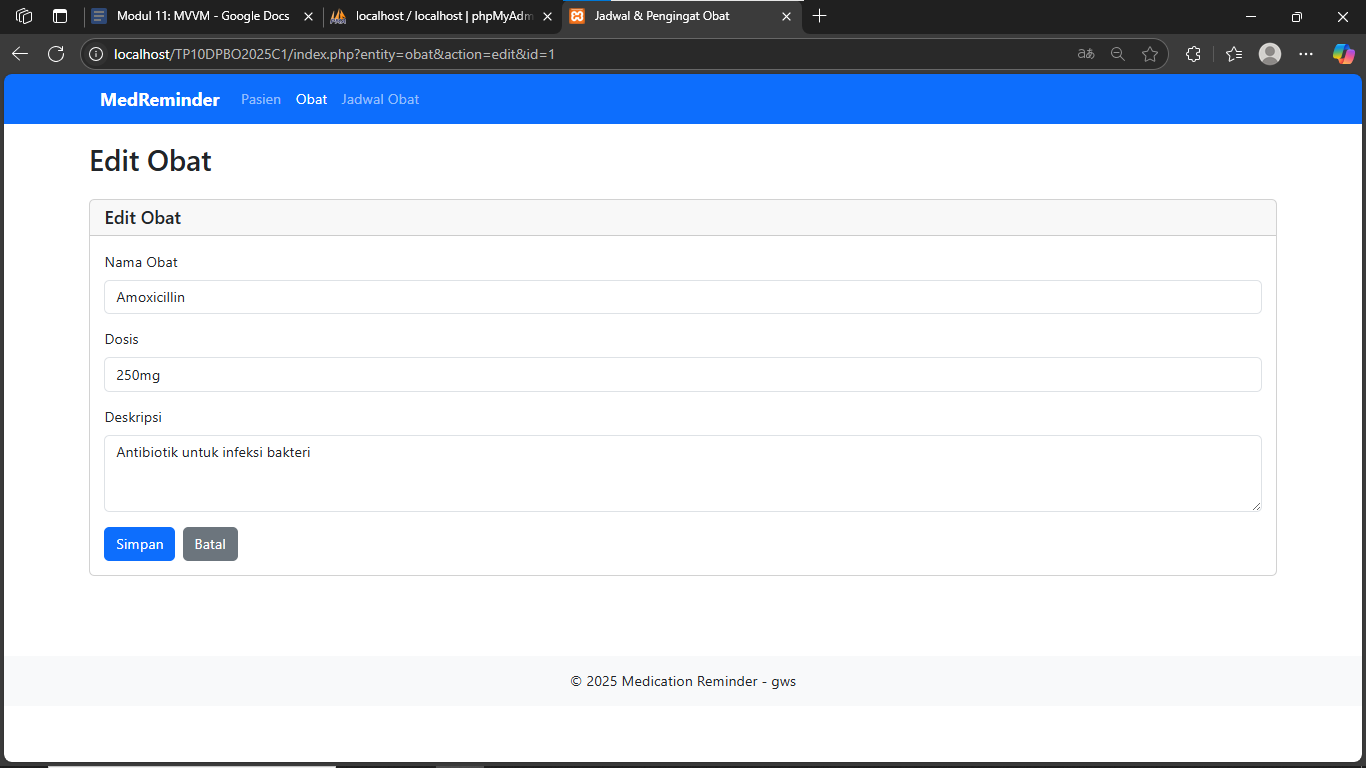 Modul 11: MVVM - Google Docs
localhost / localhost | phpMyAdm
Jadwal & Pengingat Obat
localhost/TP10DPBO2025C1/index.php?entity=obat&action=edit&id=1
MedReminder Pasien Obat Jadwal Obat
Edit Obat
Edit Obat
Nama Obat
Amoxicillin
Dosis
250mg
Deskripsi
Antibiotik untuk infeksi bakteri
Simpan Batal
© 2025 Medication Reminder - gws